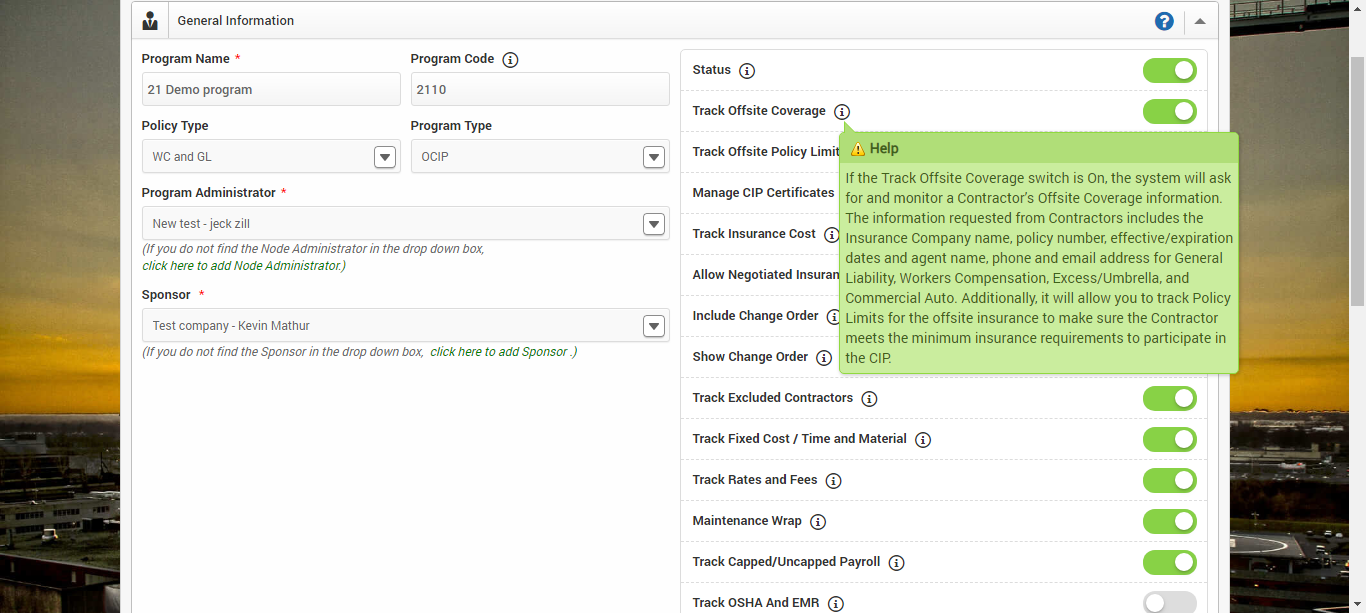 General Information
?
Program Name *
Program Code
21 Demo program
2110
Policy Type
Program Type
WC and GL
OCIP
Program Administrator *
New test - jeck zill
(If you do not find the Node Administrator in the drop down box,
click here to add Node Administrator.)
Sponsor *
Test company - Kevin Mathur
(If you do not find the Sponsor in the drop down box, click here to add Sponsor .)
Status
Track Offsite Coverage
Track Offsite Policy Limit
Manage CIP Certificates
Track Insurance Cost
Allow Negotiated Insuran
Include Change Order
Show Change Order
Help
If the Track Offsite Coverage switch is On, the system will ask
for and monitor a Contractor's Offsite Coverage information.
The information requested from Contractors includes the
Insurance Company name, policy number, effective/expiration
dates and agent name, phone and email address for General
Liability, Workers Compensation, Excess/Umbrella, and
Commercial Auto. Additionally, it will allow you to track Policy
Limits for the offsite insurance to make sure the Contractor
meets the minimum insurance requirements to participate in
the CIP.
Track Excluded Contractors
Track Fixed Cost / Time and Material
Track Rates and Fees
Maintenance Wrap
Track Capped/Uncapped Payroll
Track OSHA And EMR